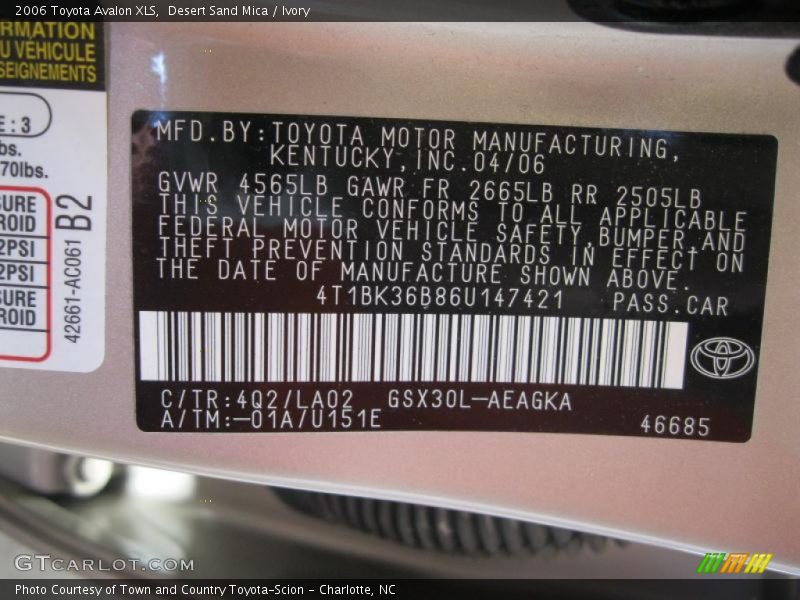 2006 Toyota Avalon XLS,  Desert Sand Mica / Ivory
RMATION
U VEHICULE
SEIGNEMENTS
E : 3
bs.
70lbs.
SURE
ROID
2PSI
2PSI
SURE
ROID
42661-AC061 B2
MFD.BY:TOYOTA MOTOR MANUFACTURING,
KENTUCKY,INC.04/06
GVWR 4565LB GAWR FR 2665LB RR 2505LB
THIS VEHICLE CONFORMS TO ALL APPLICABLE
FEDERAL MOTOR VEHICLE SAFETY,BUMPER,AND
THEFT PREVENTION STANDARDS IN EFFECT ON
THE DATE OF MANUFACTURE SHOWN ABOVE.
4T1BK36B86U147421 PASS.CAR
C/TR:4Q2/LA02 GSX30L-AEAGKA
A/TM:-01A/U151E
46685
GTCARLOT.COM
Photo Courtesy of Town and Country Toyota-Scion - Charlotte, NC